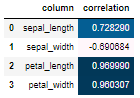 column correlation
0 sepal_length 0.728290
1 sepal_width -0.690684
2 petal_length 0.969990
3 petal_width 0.960307